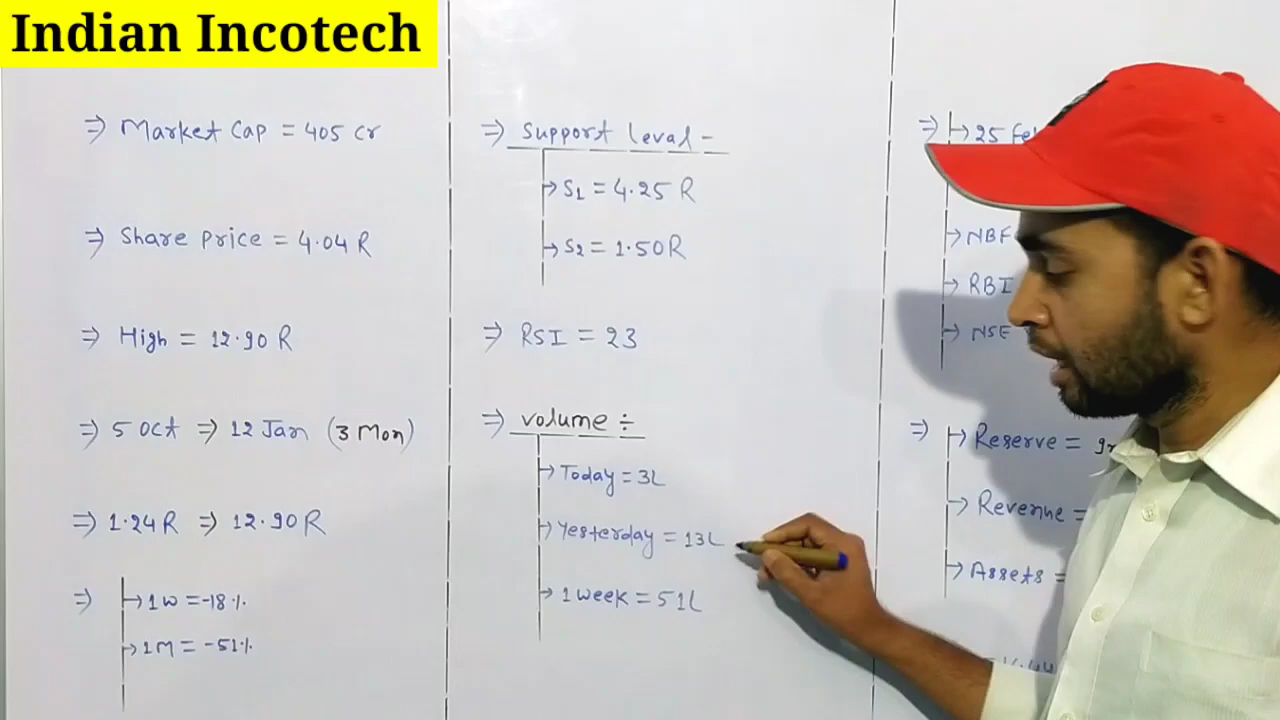 Indian Incotech
⇒ Market Cap = 405 Cr
⇒ Share Price = 4.04 R
⇒ High = 12.90 R
⇒ 5 Oct ⇒ 12 Jan (3 Mon)
⇒ 1.24 R ⇒ 12.90 R
⇒ → 1W = -18%
→ 1M = -51%
⇒ Support leval -
→ S1 = 4.25 R
→ S2 = 1.50 R
⇒ RSI = 23
⇒ Volume ÷
→ Today = 3L
→ Yesterday = 13L
→ 1 week = 51L
⇒ → 25
→ NBF
→ RBI
→ NSE
⇒ → Reserve =
→ Revenue =
→ Assets =